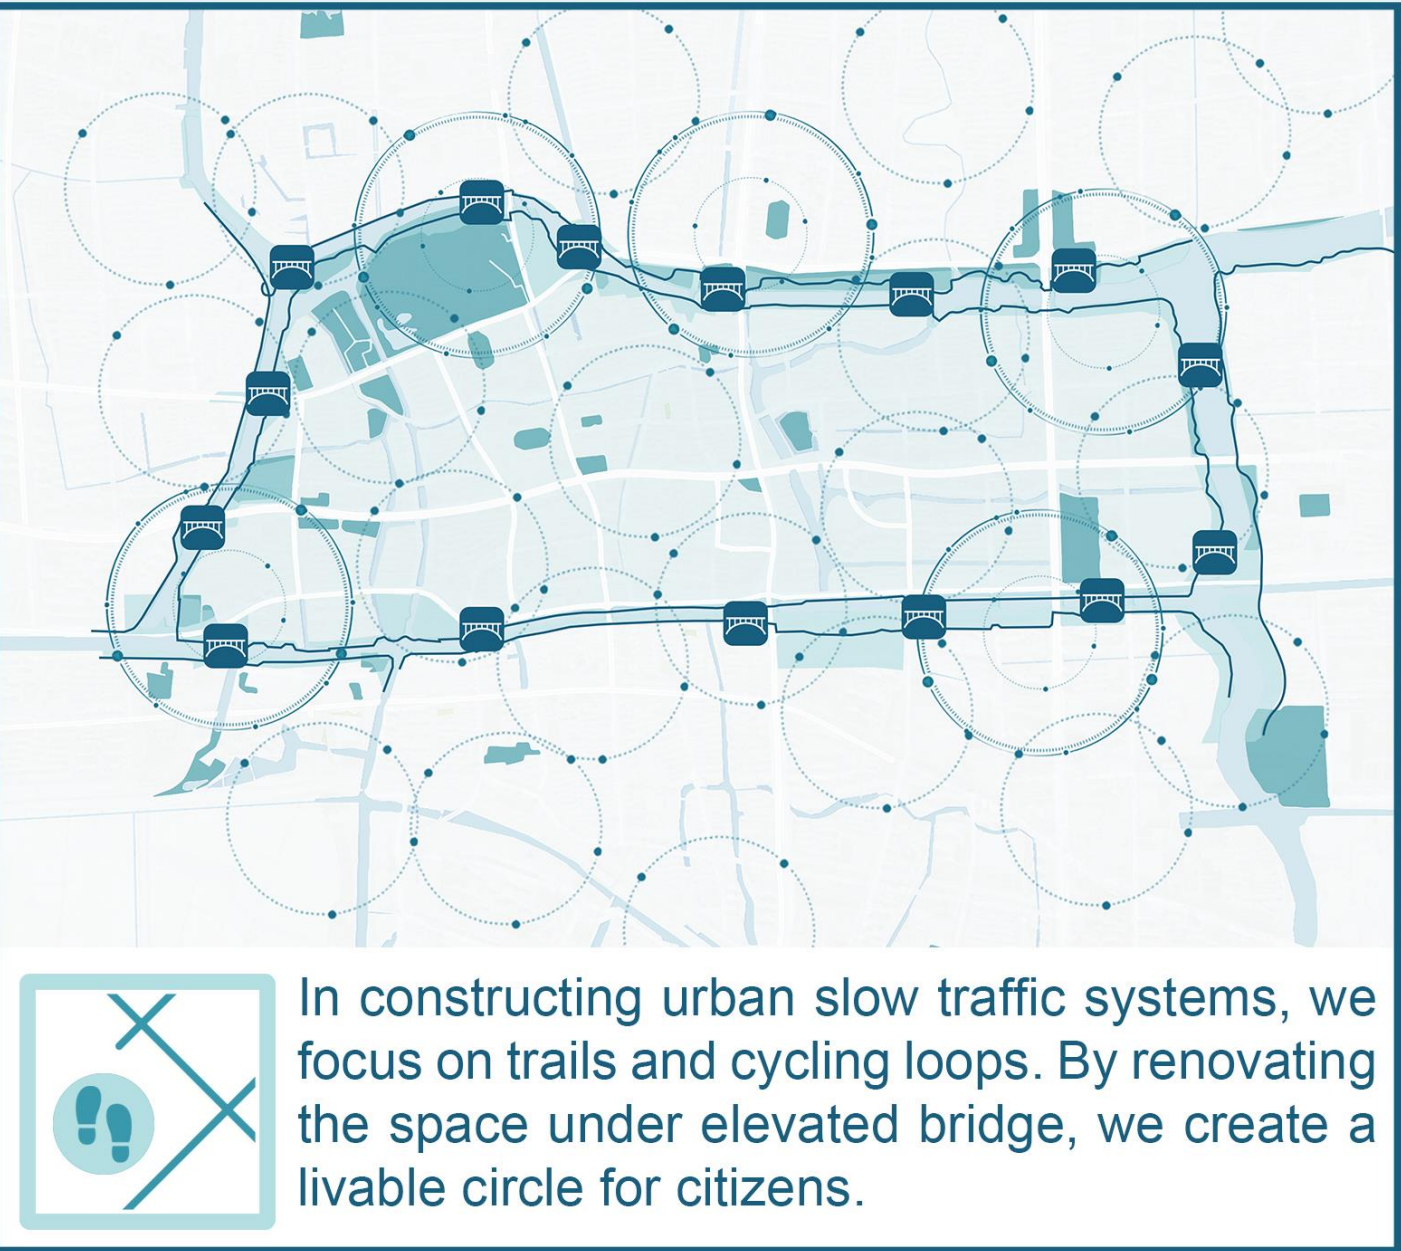 In constructing urban slow traffic systems, we
focus on trails and cycling loops. By renovating
the space under elevated bridge, we create a
livable circle for citizens.